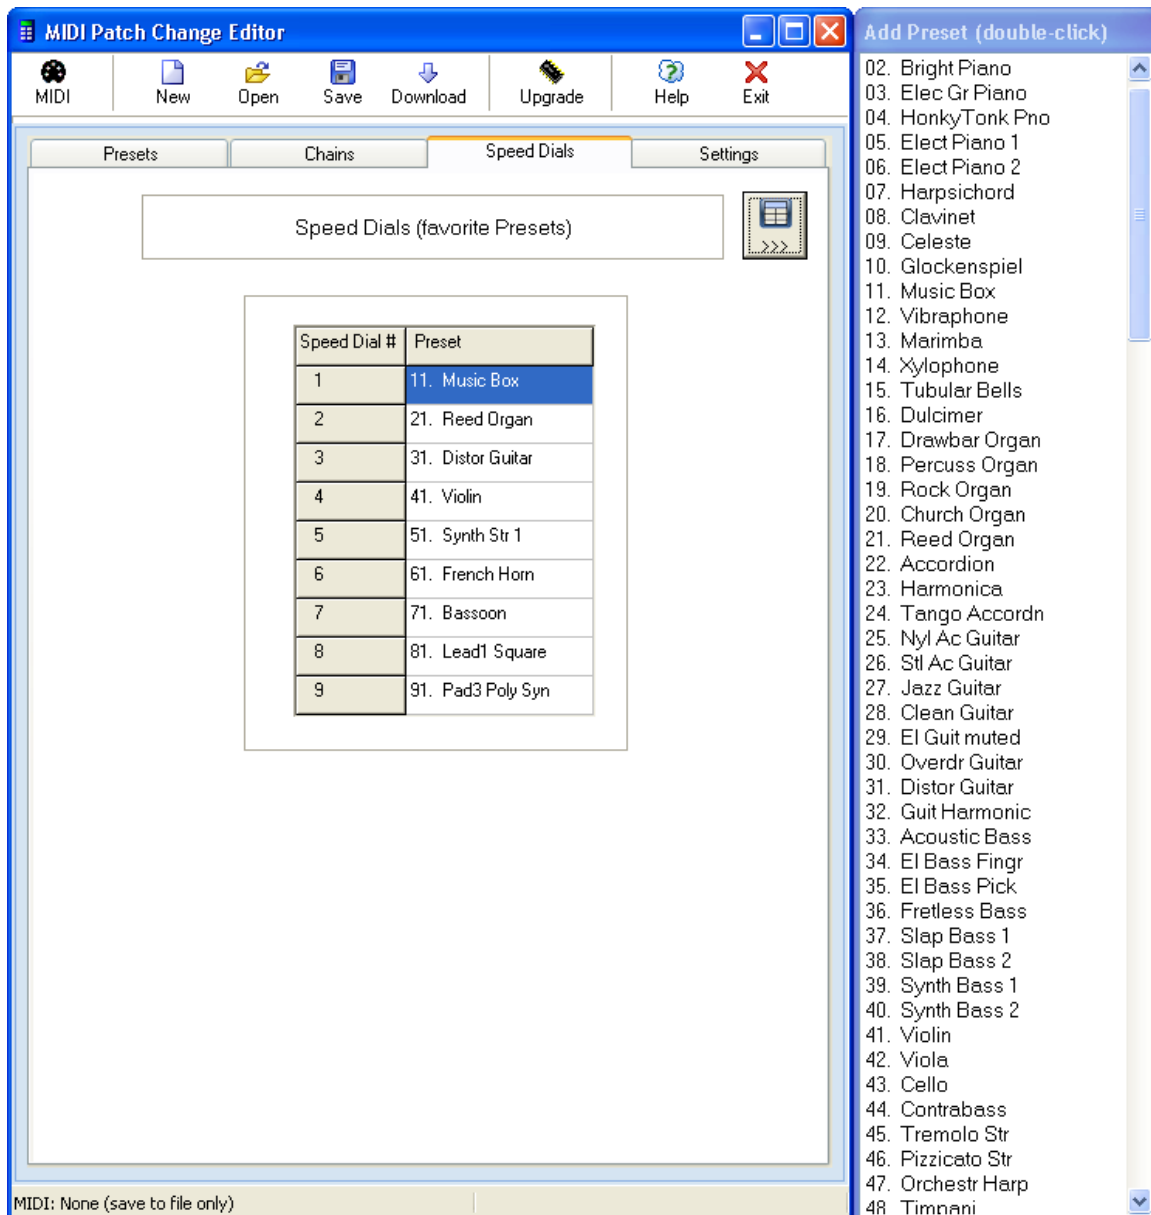 MIDI Patch Change Editor
MIDI New Open Save Download Upgrade Help Exit
Presets Chains Speed Dials Settings
Speed Dials (favorite Presets)
>>>
Speed Dial # Preset
1 11. Music Box
2 21. Reed Organ
3 31. Distor Guitar
4 41. Violin
5 51. Synth Str 1
6 61. French Horn
7 71. Bassoon
8 81. Lead1 Square
9 91. Pad3 Poly Syn
MIDI: None (save to file only)
Add Preset (double-click)
02. Bright Piano
03. Elec Gr Piano
04. HonkyTonk Pno
05. Elect Piano 1
06. Elect Piano 2
07. Harpsichord
08. Clavinet
09. Celeste
10. Glockenspiel
11. Music Box
12. Vibraphone
13. Marimba
14. Xylophone
15. Tubular Bells
16. Dulcimer
17. Drawbar Organ
18. Percuss Organ
19. Rock Organ
20. Church Organ
21. Reed Organ
22. Accordion
23. Harmonica
24. Tango Accordn
25. Nyl Ac Guitar
26. Stl Ac Guitar
27. Jazz Guitar
28. Clean Guitar
29. El Guit muted
30. Overdr Guitar
31. Distor Guitar
32. Guit Harmonic
33. Acoustic Bass
34. El Bass Fingr
35. El Bass Pick
36. Fretless Bass
37. Slap Bass 1
38. Slap Bass 2
39. Synth Bass 1
40. Synth Bass 2
41. Violin
42. Viola
43. Cello
44. Contrabass
45. Tremolo Str
46. Pizzicato Str
47. Orchestr Harp
48. Timpani